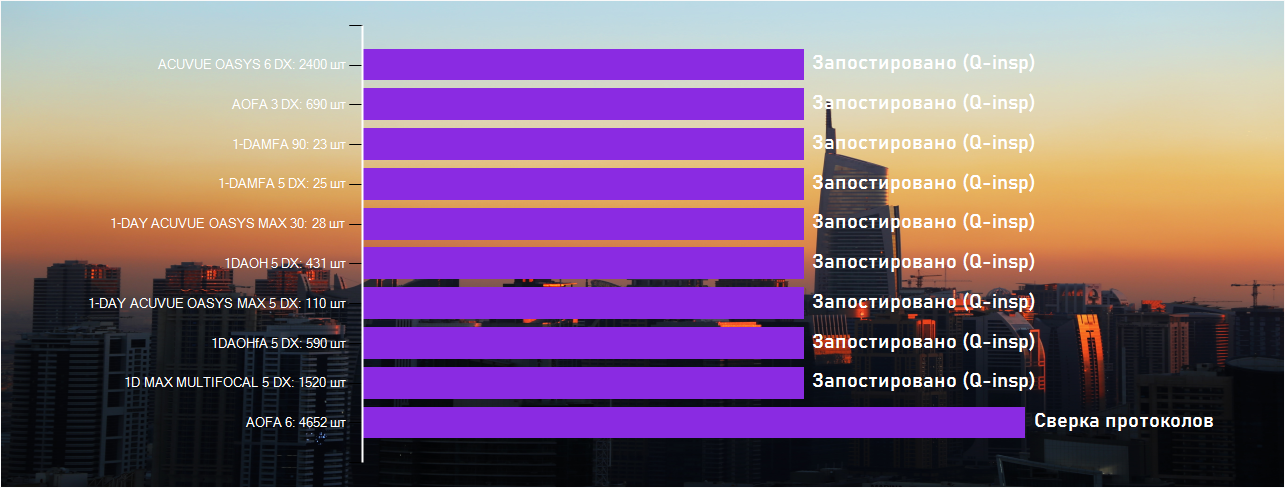 ACUVUE OASYS 6 DX: 2400 шт Запостировано (Q-insp)
AOFA 3 DX: 690 шт Запостировано (Q-insp)
1-DAMFA 90: 23 шт Запостировано (Q-insp)
1-DAMFA 5 DX: 25 шт Запостировано (Q-insp)
1-DAY ACUVUE OASYS MAX 30: 28 шт Запостировано (Q-insp)
1DAOH 5 DX: 431 шт Запостировано (Q-insp)
1-DAY ACUVUE OASYS MAX 5 DX: 110 шт Запостировано (Q-insp)
1DAOHfA 5 DX: 590 шт Запостировано (Q-insp)
1D MAX MULTIFOCAL 5 DX: 1520 шт Запостировано (Q-insp)
AOFA 6: 4652 шт Сверка протоколов